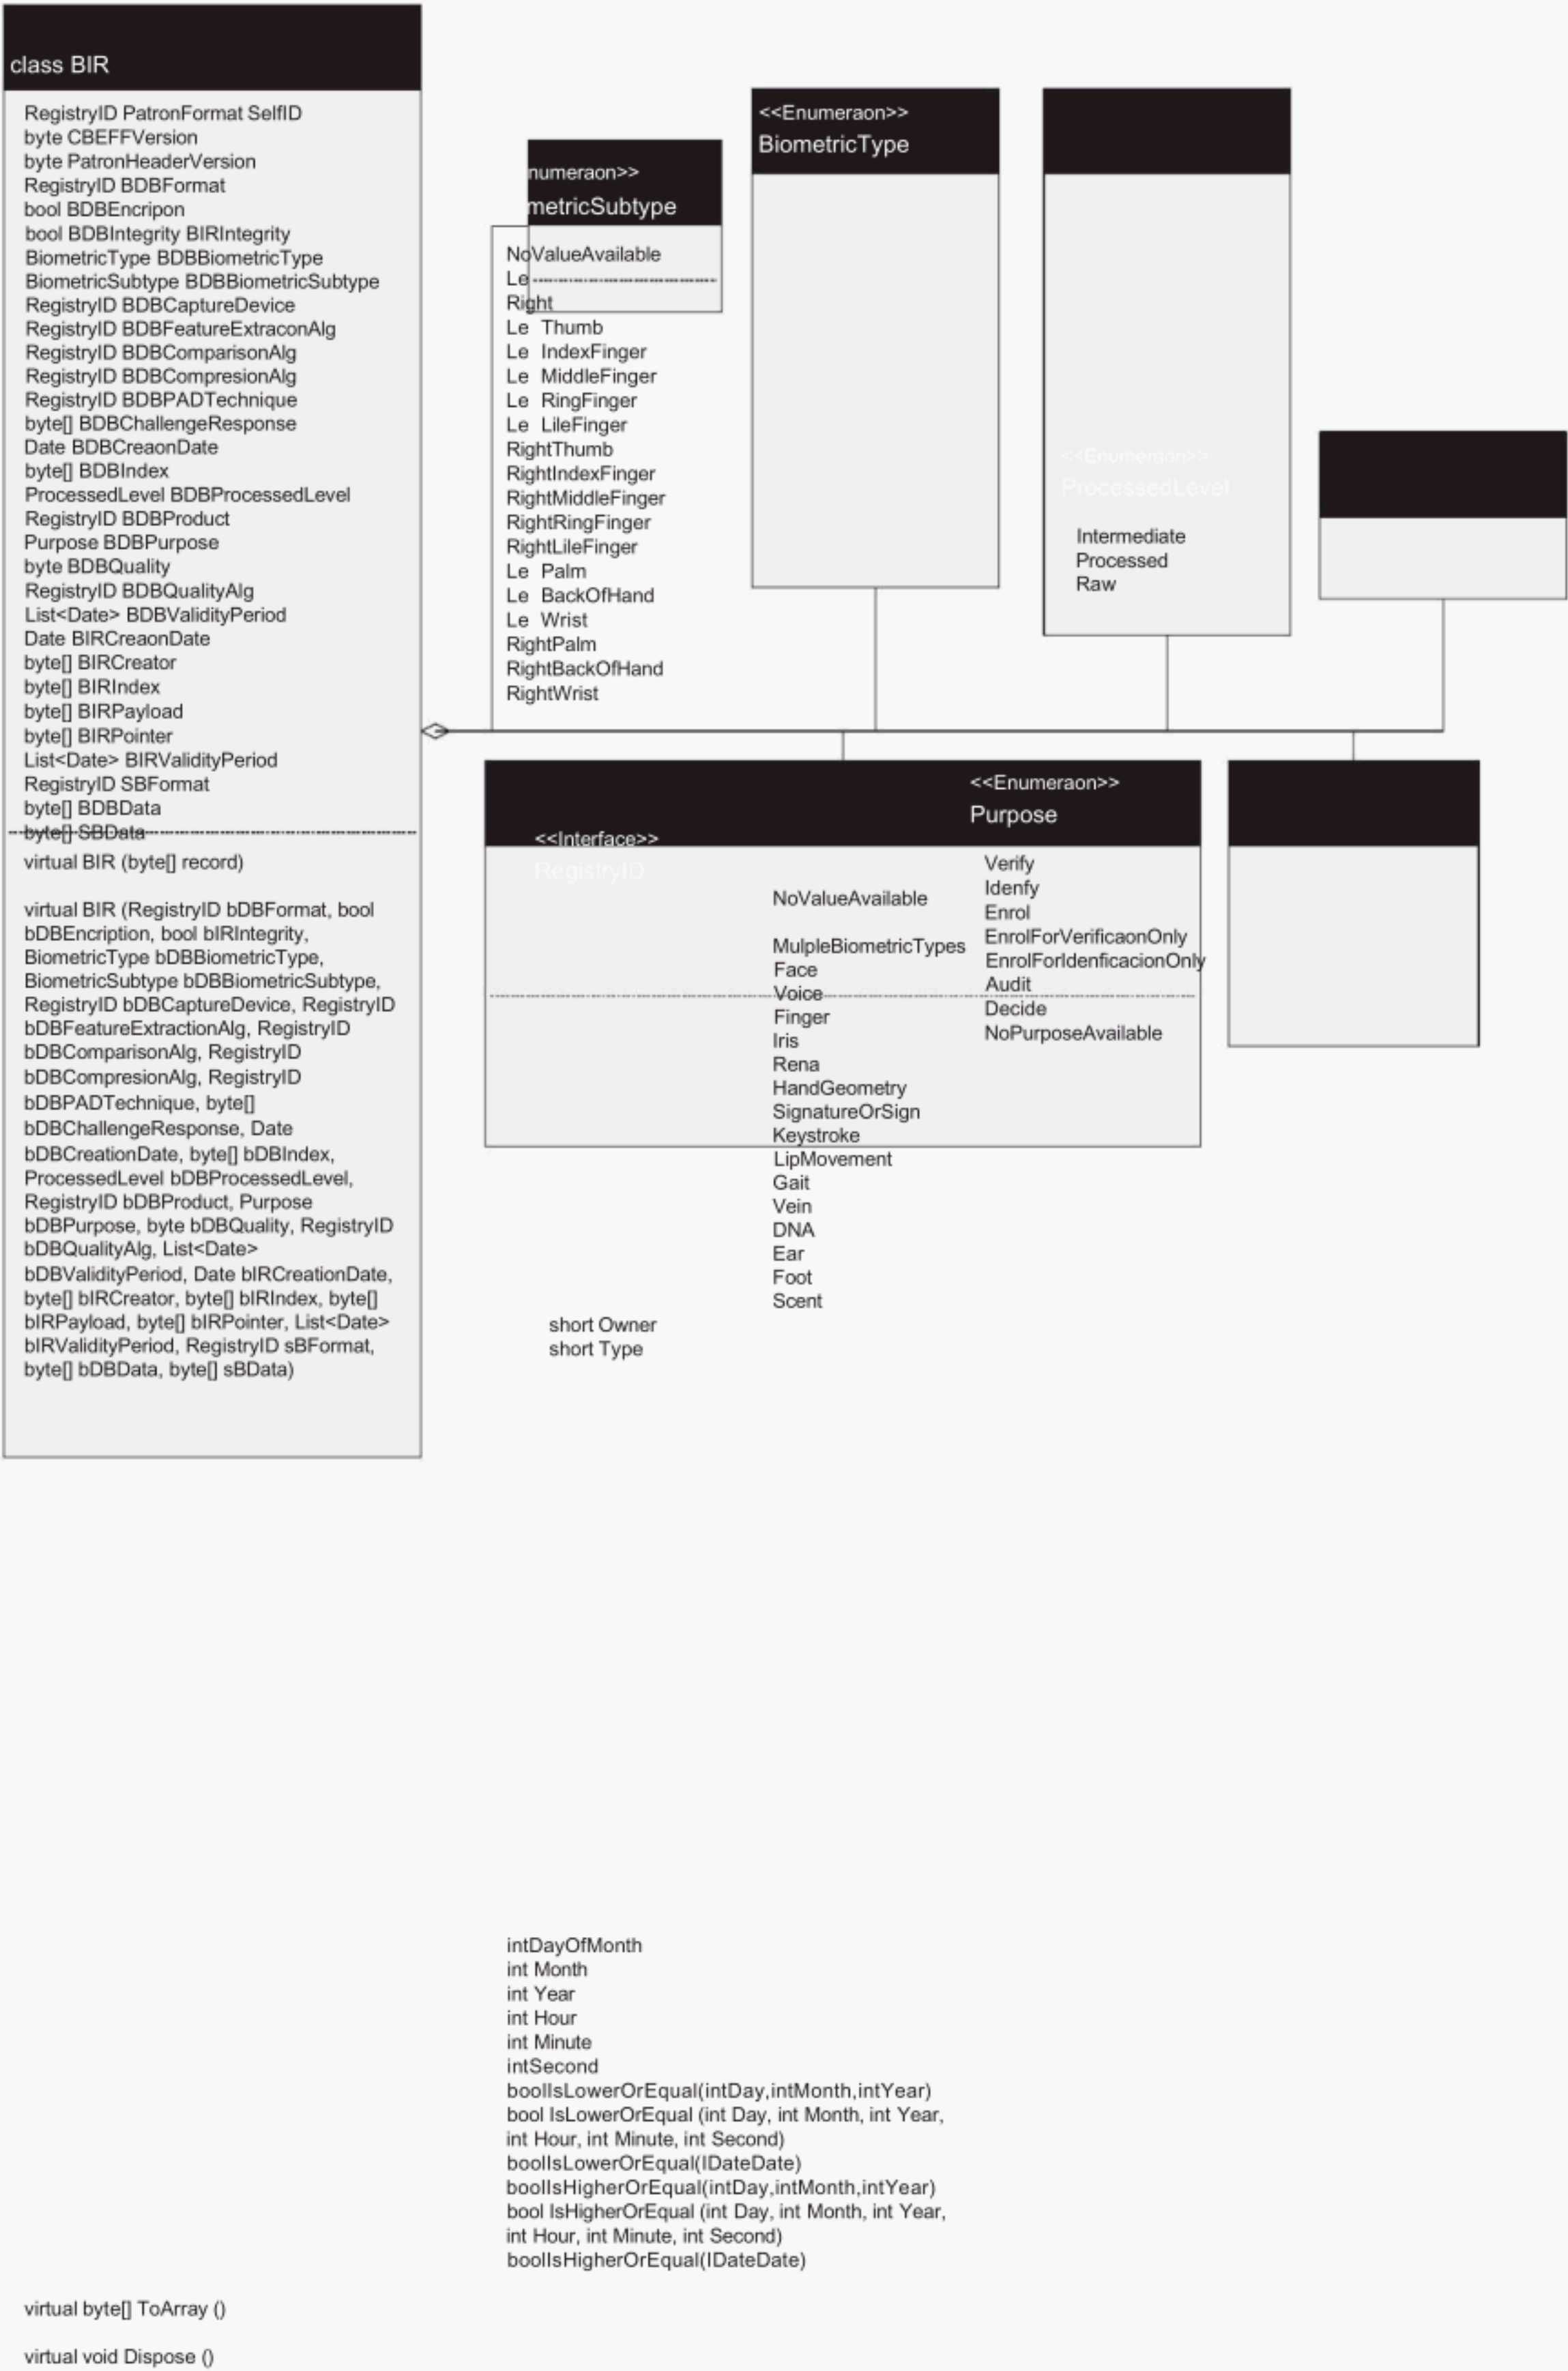 class BIR
RegistryID PatronFormat SelfID
byte CBEFFVersion
byte PatronHeaderVersion
RegistryID BDBFormat
bool BDBEncripon
bool BDBIntegrity BIRIntegrity
BiometricType BDBBiometricType
BiometricSubtype BDBBiometricSubtype
RegistryID BDBCaptureDevice
RegistryID BDBFeatureExtraconAlg
RegistryID BDBComparisonAlg
RegistryID BDBCompresionAlg
RegistryID BDBPADTechnique
byte[] BDBChallengeResponse
Date BDBCreaonDate
byte[] BDBIndex
ProcessedLevel BDBProcessedLevel
RegistryID BDBProduct
Purpose BDBPurpose
byte BDBQuality
RegistryID BDBQualityAlg
List<Date> BDBValidityPeriod
Date BIRCreaonDate
byte[] BIRCreator
byte[] BIRIndex
byte[] BIRPayload
byte[] BIRPointer
List<Date> BIRValidityPeriod
RegistryID SBFormat
byte[] BDBData
byte[] SBData
virtual BIR (byte[] record)
virtual BIR (RegistryID bDBFormat, bool
bDBEncription, bool bIRIntegrity,
BiometricType bDBBiometricType,
BiometricSubtype bDBBiometricSubtype,
RegistryID bDBCaptureDevice, RegistryID
bDBFeatureExtractionAlg, RegistryID
bDBComparisonAlg, RegistryID
bDBCompresionAlg, RegistryID
bDBPADTechnique, byte[]
bDBChallengeResponse, Date
bDBCreationDate, byte[] bDBIndex,
ProcessedLevel bDBProcessedLevel,
RegistryID bDBProduct, Purpose
bDBPurpose, byte bDBQuality, RegistryID
bDBQualityAlg, List<Date>
bDBValidityPeriod, Date bIRCreationDate,
byte[] bIRCreator, byte[] bIRIndex, byte[]
bIRPayload, byte[] bIRPointer, List<Date>
bIRValidityPeriod, RegistryID sBFormat,
byte[] bDBData, byte[] sBData)
numeraon>>
metricSubtype
NoValueAvailable
Le
Right
Le Thumb
Le IndexFinger
Le MiddleFinger
Le RingFinger
Le LileFinger
RightThumb
RightIndexFinger
RightMiddleFinger
RightRingFinger
RightLileFinger
Le Palm
Le BackOfHand
Le Wrist
RightPalm
RightBackOfHand
RightWrist
<<Enumeraon>>
BiometricType
<<Enumeraon>>
ProcessedLevel
Intermediate
Processed
Raw
<<Interface>>
RegistryID
NoValueAvailable
MulpleBiometricTypes
Face
Voice
Finger
Iris
Rena
HandGeometry
SignatureOrSign
Keystroke
LipMovement
Gait
Vein
DNA
Ear
Foot
Scent
<<Enumeraon>>
Purpose
Verify
Idenfy
Enrol
EnrolForVerificaonOnly
EnrolForIdenficacionOnly
Audit
Decide
NoPurposeAvailable
short Owner
short Type
intDayOfMonth
int Month
int Year
int Hour
int Minute
intSecond
boolIsLowerOrEqual(intDay,intMonth,intYear)
bool IsLowerOrEqual (int Day, int Month, int Year,
int Hour, int Minute, int Second)
boolIsLowerOrEqual(IDateDate)
boolIsHigherOrEqual(intDay,intMonth,intYear)
bool IsHigherOrEqual (int Day, int Month, int Year,
int Hour, int Minute, int Second)
boolIsHigherOrEqual(IDateDate)
virtual byte[] ToArray ()
virtual void Dispose ()